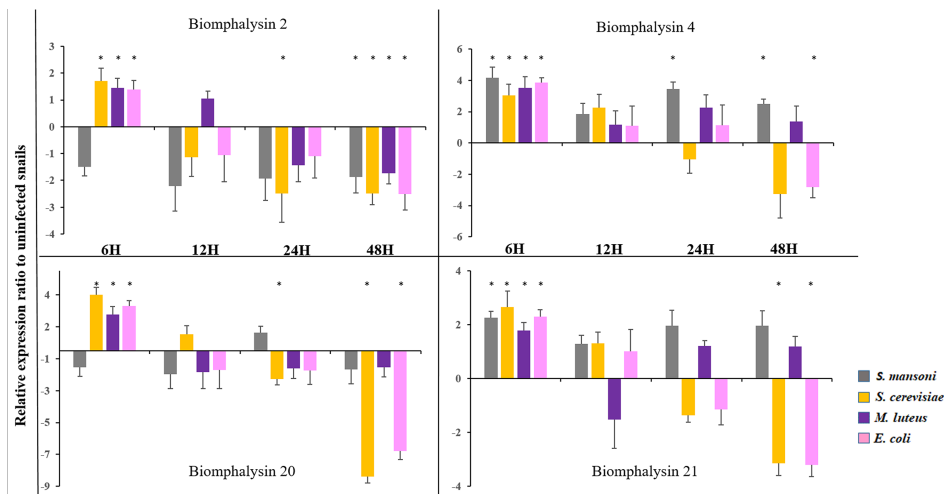 Relative expression ratio to uninfected snails
Biomphalysin 2
3
2
1
0
-1
-2
-3
-4
* * *
*
* * * *
6H 12H 24H 48H
Biomphalysin 4
6
4
2
0
-2
-4
-6
* * * *
*
* *
6H 12H 24H 48H
4
2
-1
-3
-5
-7
-9
* * *
*
* *
Biomphalysin 20
4
2
0
-2
-4
* * * *
* *
Biomphalysin 21
S. mansoni
S. cerevisiae
M. luteus
E. coli